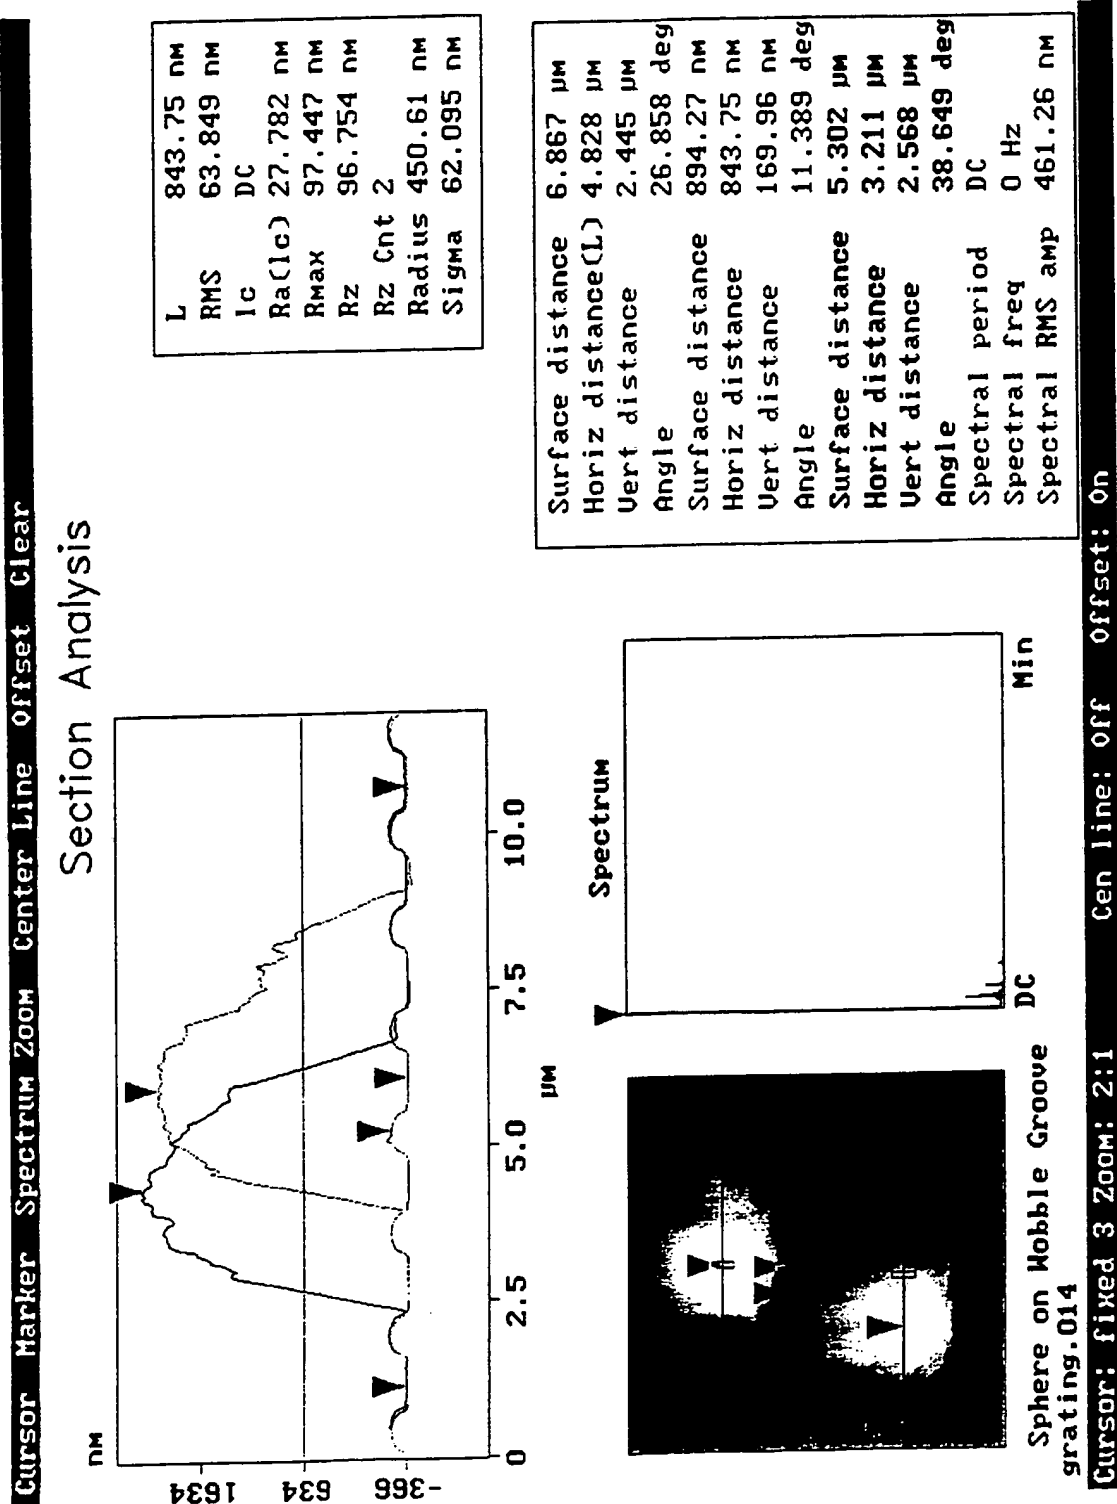 Cursor Marker Spectrum Zoom Center Line Offset Clear
Section Analysis
nM
1634
634
-366
0
2.5
5.0
7.5
10.0
µM
L 843.75 nM
RMS 63.849 nM
lc DC
Ra(lc) 27.782 nM
RMax 97.447 nM
Rz 96.754 nM
Rz Cnt 2
Radius 450.61 nM
SigMa 62.095 nM
Spectrum
DC
Min
Surface distance 6.867 µM
Horiz distance(L) 4.828 µM
Vert distance 2.445 µM
Angle 26.858 deg
Surface distance 894.27 nM
Horiz distance 843.75 nM
Vert distance 169.96 nM
Angle 11.389 deg
Surface distance 5.302 µM
Horiz distance 3.211 µM
Vert distance 2.568 µM
Angle 38.649 deg
Spectral period DC
Spectral freq 0 Hz
Spectral RMS aMp 461.26 nM
Sphere on Wobble Groove
grating.014
Cursor: fixed 3 Zoom: 2:1 Cen line: Off Offset: On